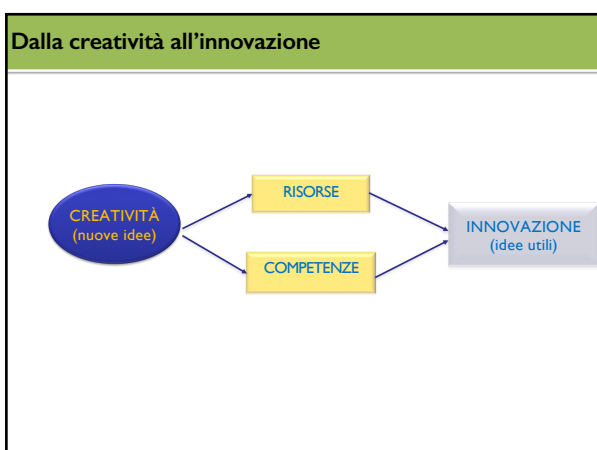 Dalla creatività all'innovazione
RISORSE
CREATIVITÀ
(nuove idee)
INNOVAZIONE
(idee utili)
COMPETENZE